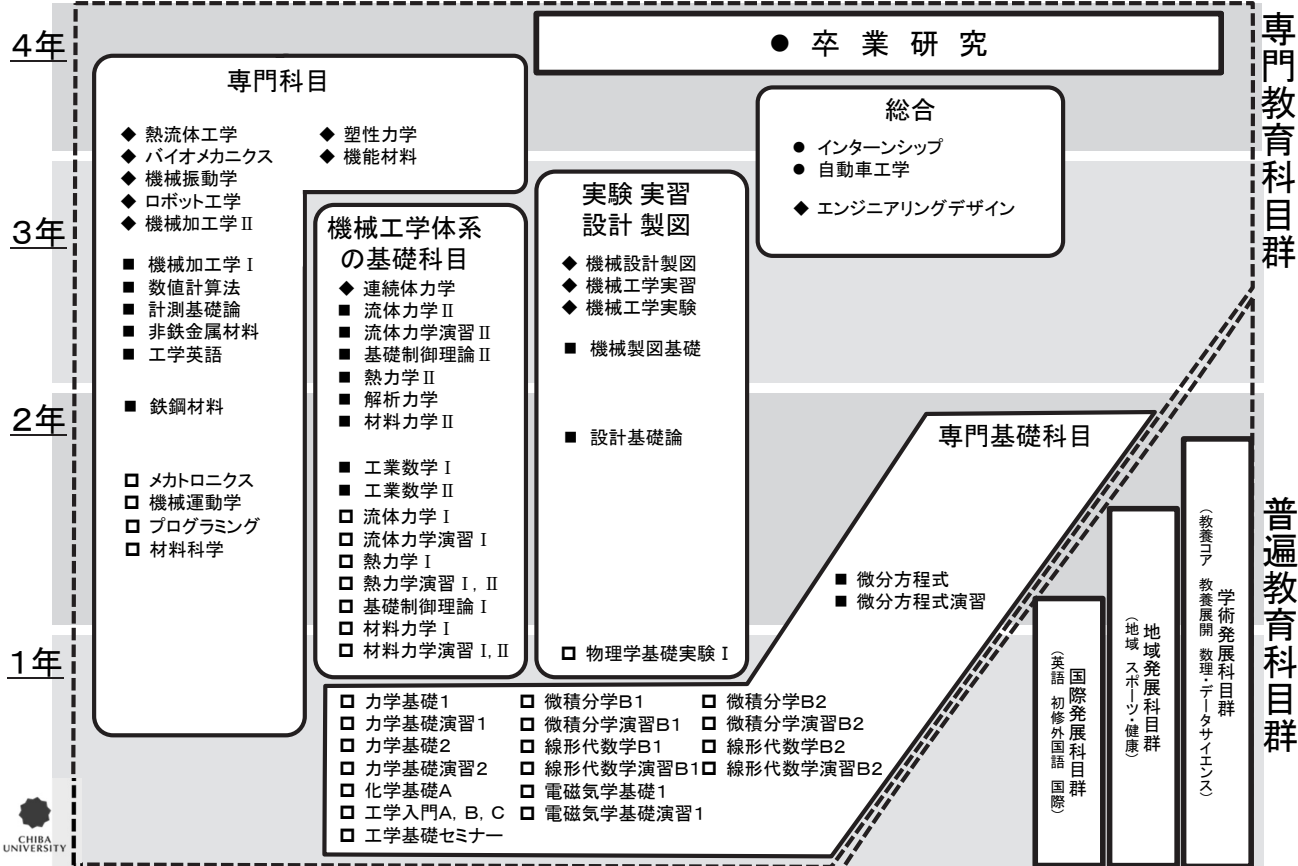 4年
3年
2年
1年
専門教育科目群
普遍教育科目群
● 卒 業 研 究
専門科目
◆ 熱流体工学
◆ バイオメカニクス
◆ 機械振動学
◆ ロボット工学
◆ 機械加工学Ⅱ
◆ 塑性力学
◆ 機能材料
■ 機械加工学Ⅰ
■ 数値計算法
■ 計測基礎論
■ 非鉄金属材料
■ 工学英語
■ 鉄鋼材料
□ メカトロニクス
□ 機械運動学
□ プログラミング
□ 材料科学
機械工学体系
の基礎科目
◆ 連続体力学
■ 流体力学Ⅱ
■ 流体力学演習Ⅱ
■ 基礎制御理論Ⅱ
■ 熱力学Ⅱ
■ 解析力学
■ 材料力学Ⅱ
■ 工業数学Ⅰ
■ 工業数学Ⅱ
□ 流体力学Ⅰ
□ 流体力学演習Ⅰ
□ 熱力学Ⅰ
□ 熱力学演習Ⅰ, Ⅱ
□ 基礎制御理論Ⅰ
□ 材料力学Ⅰ
□ 材料力学演習Ⅰ, Ⅱ
実験 実習
設計 製図
◆ 機械設計製図
◆ 機械工学実習
◆ 機械工学実験
■ 機械製図基礎
■ 設計基礎論
□ 物理学基礎実験Ⅰ
総合
● インターンシップ
● 自動車工学
◆ エンジニアリングデザイン
専門基礎科目
■ 微分方程式
■ 微分方程式演習
□ 力学基礎1
□ 力学基礎演習1
□ 力学基礎2
□ 力学基礎演習2
□ 化学基礎A
□ 工学入門A, B, C
□ 工学基礎セミナー
□ 微積分学B1
□ 微積分学演習B1
□ 線形代数学B1
□ 線形代数学演習B1
□ 電磁気学基礎1
□ 電磁気学基礎演習1
□ 微積分学B2
□ 微積分学演習B2
□ 線形代数学B2
□ 線形代数学演習B2
国際発展科目群
(英語 初修外国語 国際)
地域発展科目群
(地域 スポーツ・健康)
学術発展科目群
(教養コア 教養展開 数理・データサイエンス)
CHIBA
UNIVERSITY